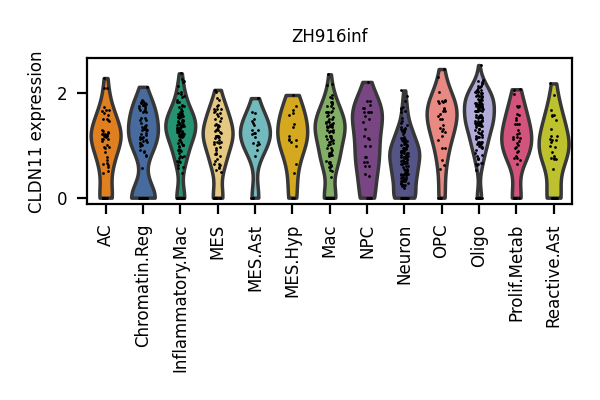 ZH916inf
CLDN11 expression
2
0
AC
Chromatin.Reg
Inflammatory.Mac
MES
MES.Ast
MES.Hyp
Mac
NPC
Neuron
OPC
Oligo
Prolif.Metab
Reactive.Ast